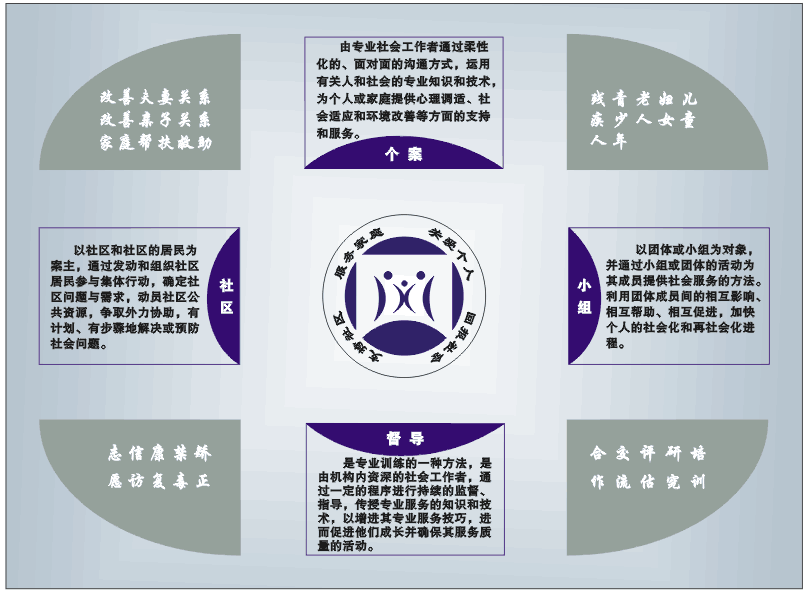 改善夫妻关系
改善亲子关系
家庭帮扶救助
由专业社会工作者通过柔性
化的、面对面的沟通方式，运用
有关人和社会的专业知识和技术，
为个人或家庭提供心理调适、社
会适应和环境改善等方面的支持
和服务。
个案
残青老妇儿
疾少人女童
人年
以社区和社区的居民为
案主，通过发动和组织社区
居民参与集体行动，确定社
区问题与需求，动员社区公
共资源，争取外力协助，有
计划、有步骤地解决或预防
社会问题。
社
区
服务家庭
关爱个人
支持社区
回报社会
小
组
以团体或小组为对象，
并通过小组或团体的活动为
其成员提供社会服务的方法。
利用团体成员间的相互影响、
相互帮助、相互促进，加快
个人的社会化和再社会化进
程。
志信康禁矫
愿访复毒正
督导
是专业训练的一种方法，是
由机构内资深的社会工作者，通
过一定的程序进行持续的监督、
指导，传授专业服务的知识和技
术，以增进其专业服务技巧，进
而促进他们成长并确保其服务质
量的活动。
合交评研培
作流估究训